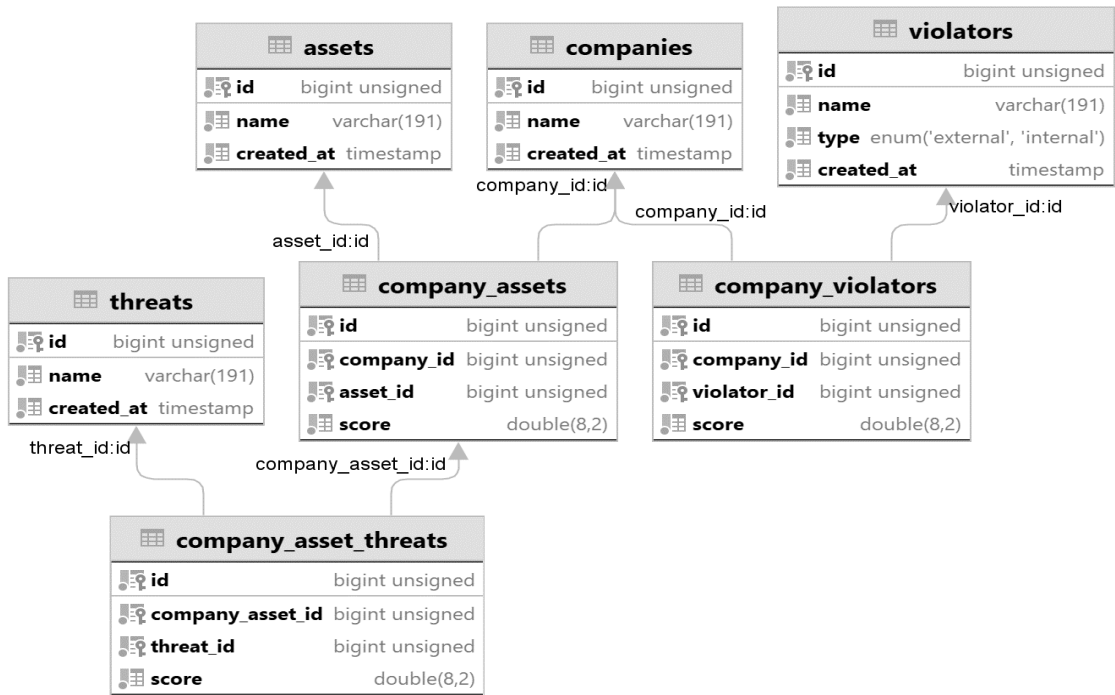 assets
id bigint unsigned
name varchar(191)
created_at timestamp
companies
id bigint unsigned
name varchar(191)
created_at timestamp
violators
id bigint unsigned
name varchar(191)
type enum('external', 'internal')
created_at timestamp
company_id:id
company_id:id
violator_id:id
asset_id:id
threats
id bigint unsigned
name varchar(191)
created_at timestamp
company_assets
id bigint unsigned
company_id bigint unsigned
asset_id bigint unsigned
score double(8,2)
company_violators
id bigint unsigned
company_id bigint unsigned
violator_id bigint unsigned
score double(8,2)
threat_id:id
company_asset_id:id
company_asset_threats
id bigint unsigned
company_asset_id bigint unsigned
threat_id bigint unsigned
score double(8,2)